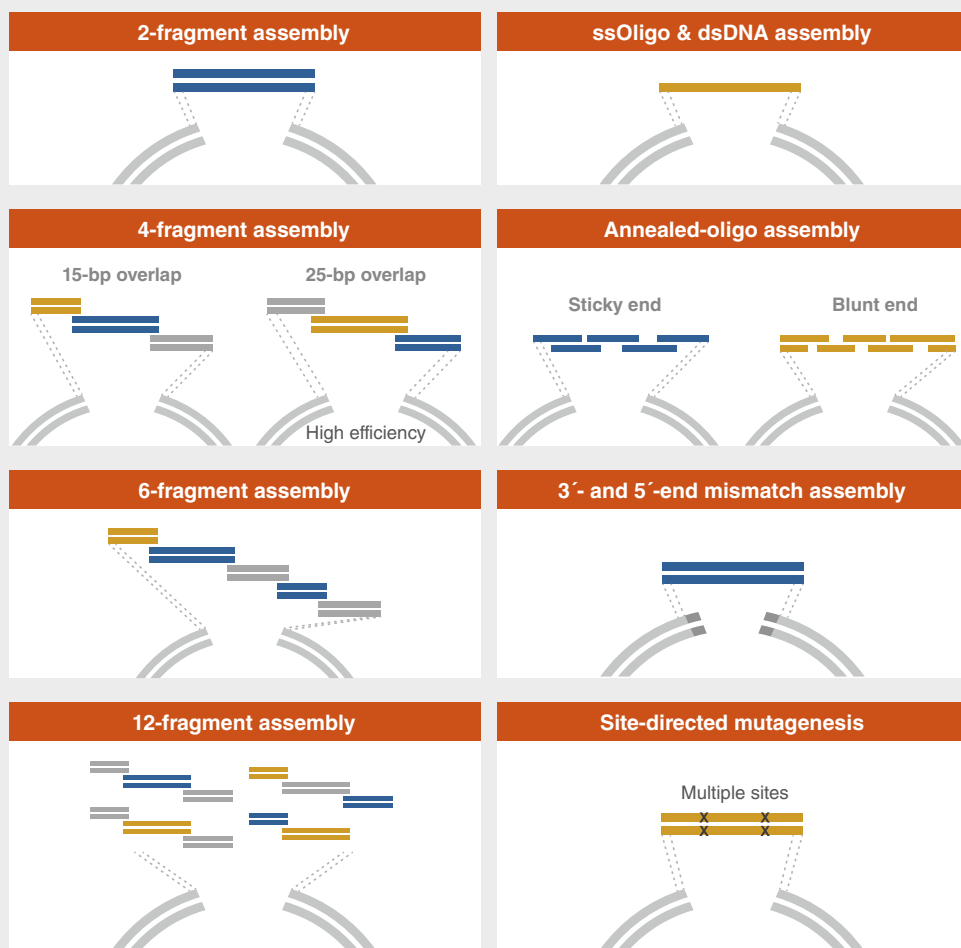 2-fragment assembly
ssOligo & dsDNA assembly
4-fragment assembly
15-bp overlap
25-bp overlap
High efficiency
Annealed-oligo assembly
Sticky end
Blunt end
6-fragment assembly
3´- and 5´-end mismatch assembly
12-fragment assembly
Site-directed mutagenesis
Multiple sites
X X
X X